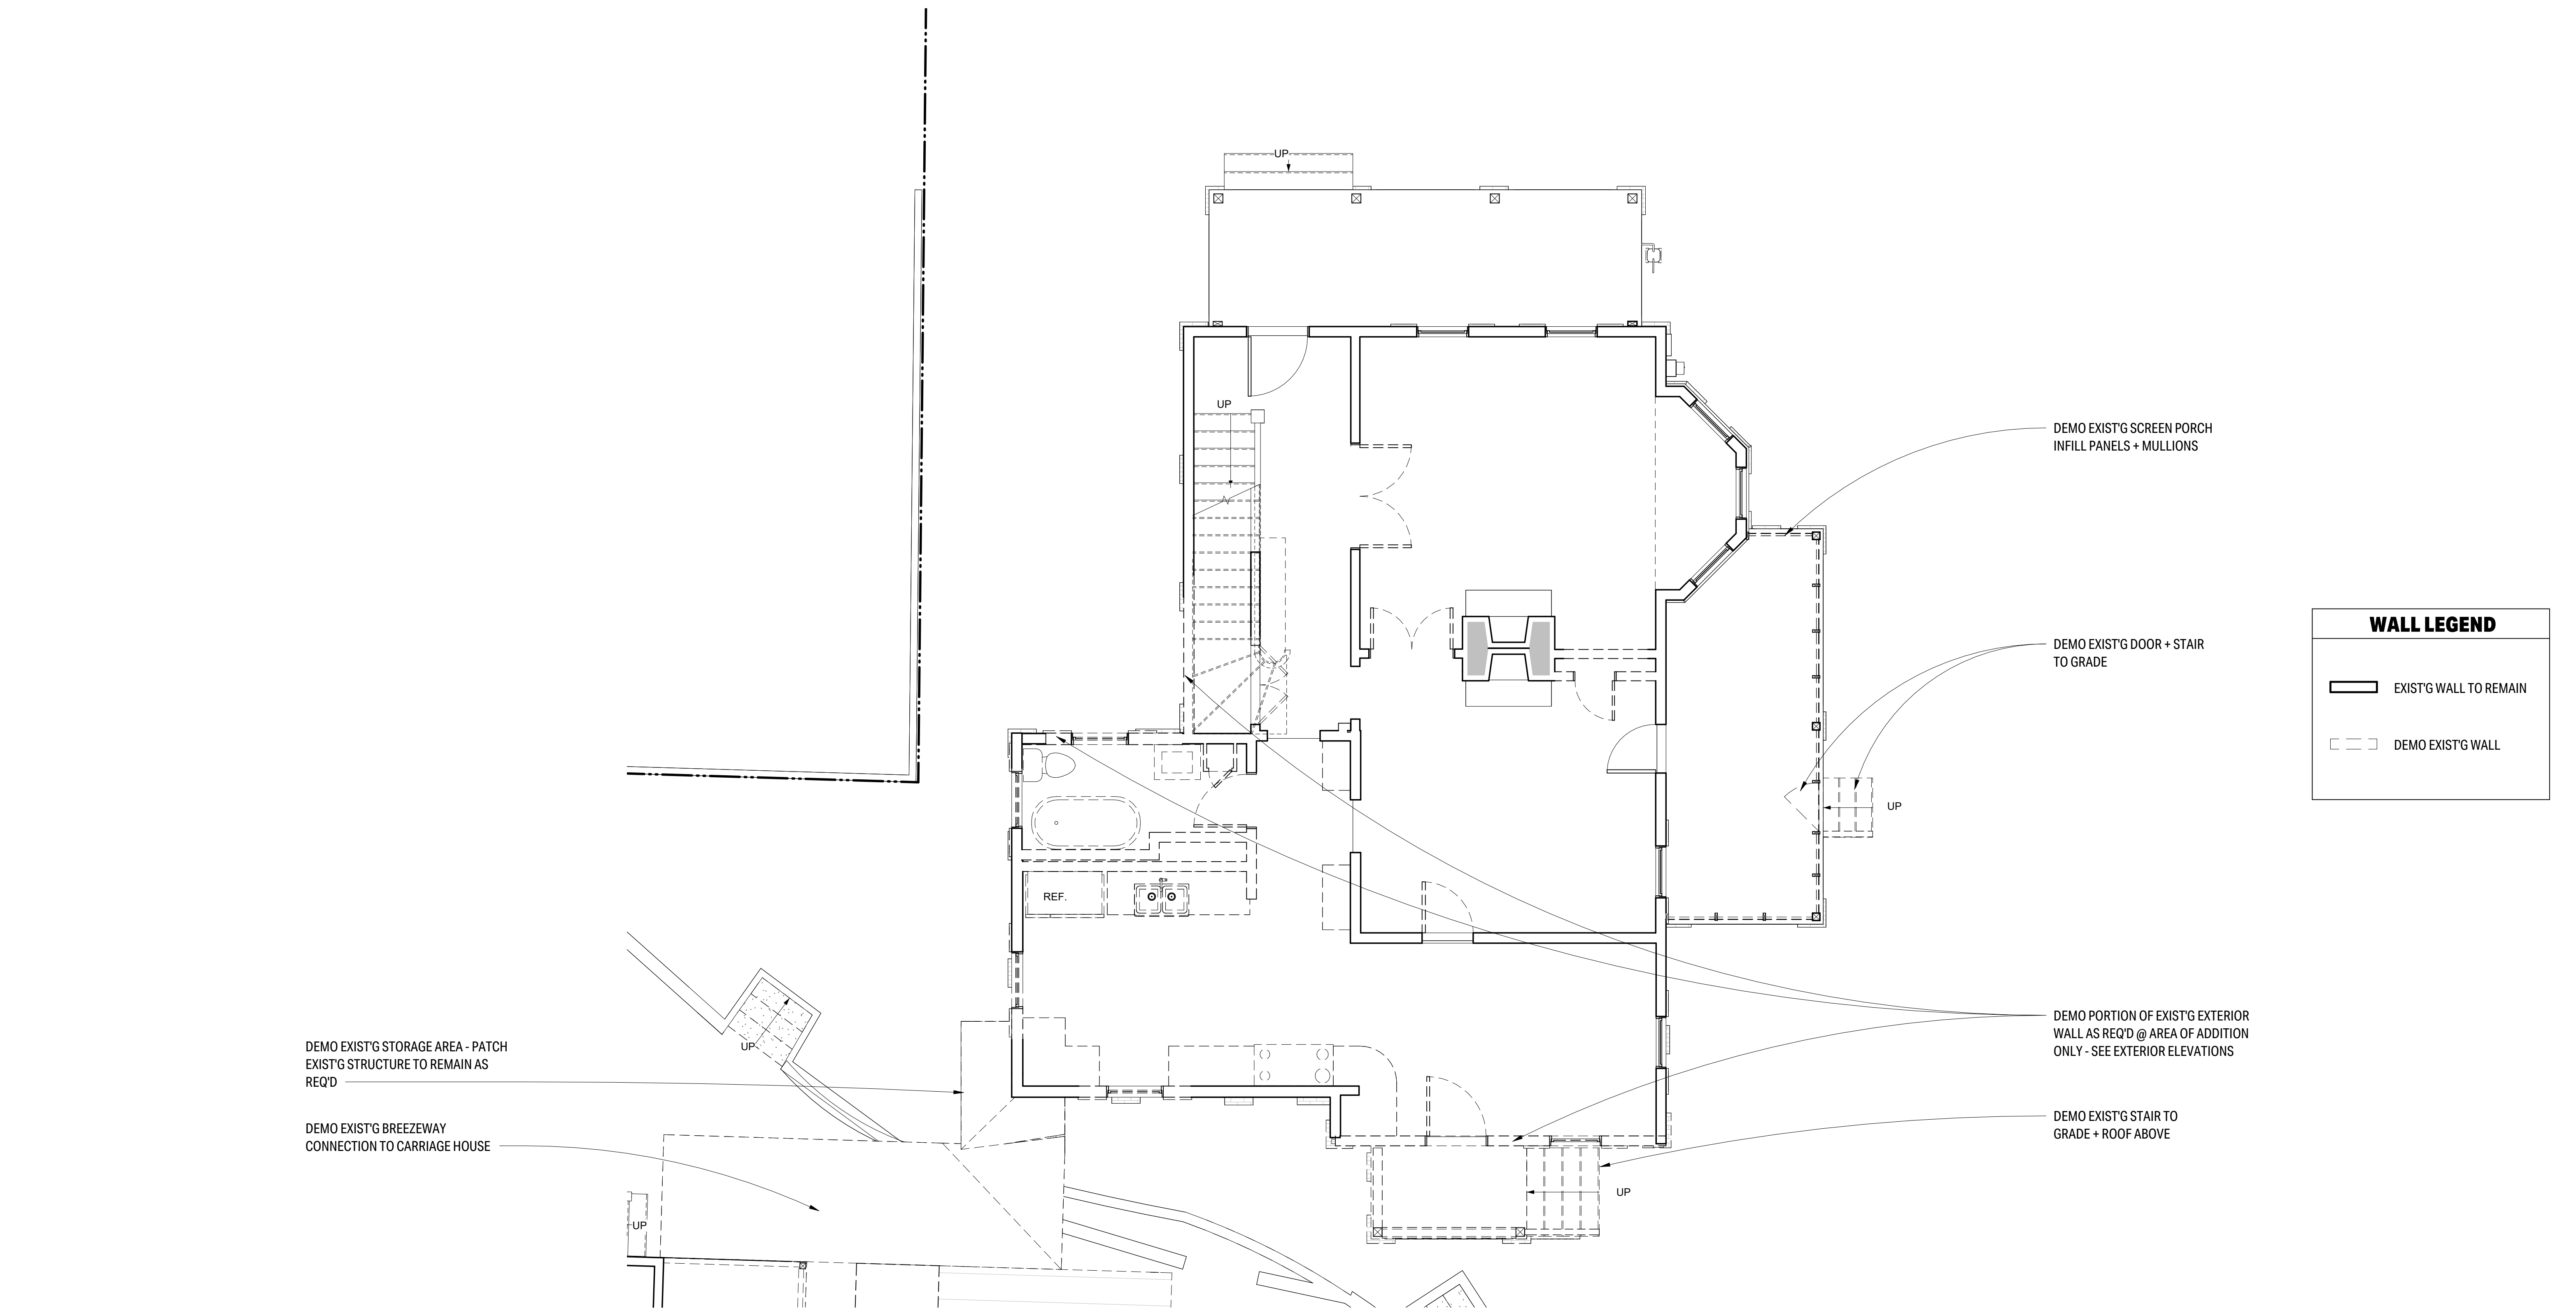 UP
UP
DEMO EXIST'G SCREEN PORCH
INFILL PANELS + MULLIONS
DEMO EXIST'G DOOR + STAIR
TO GRADE
UP
WALL LEGEND
EXIST'G WALL TO REMAIN
DEMO EXIST'G WALL
REF.
DEMO PORTION OF EXIST'G EXTERIOR
WALL AS REQ'D @ AREA OF ADDITION
ONLY - SEE EXTERIOR ELEVATIONS
UP
DEMO EXIST'G STORAGE AREA - PATCH
EXIST'G STRUCTURE TO REMAIN AS
REQ'D
DEMO EXIST'G BREEZEWAY
CONNECTION TO CARRIAGE HOUSE
DEMO EXIST'G STAIR TO
GRADE + ROOF ABOVE
UP
UP